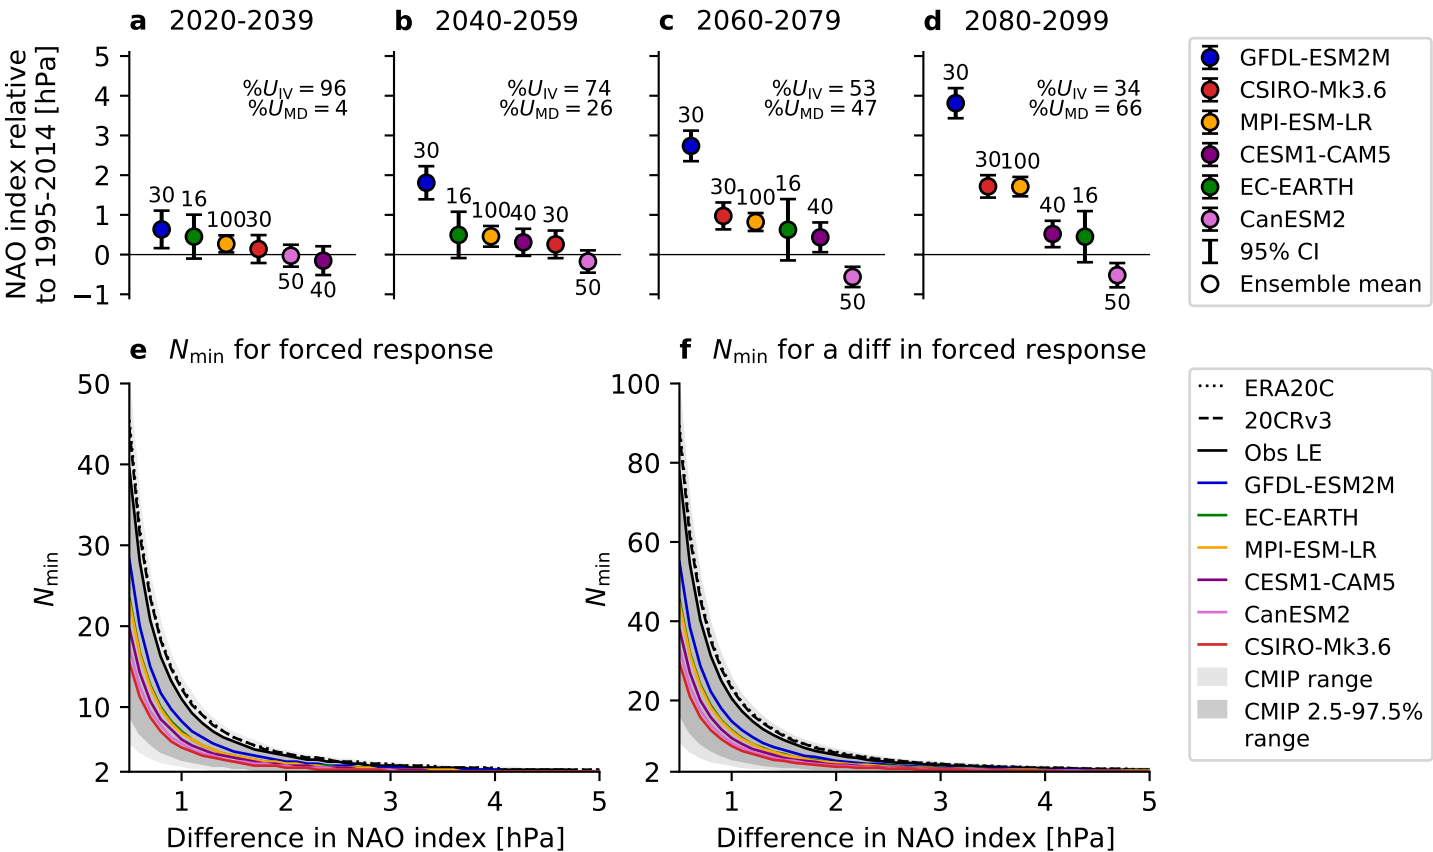 a 2020-2039
b 2040-2059
c 2060-2079
d 2080-2099
NAO index relative
to 1995-2014 [hPa]
5
4
3
2
1
0
−1
%U_IV = 96
%U_MD = 4
30
16
100
30
50
40
%U_IV = 74
%U_MD = 26
30
16
100
40
30
50
%U_IV = 53
%U_MD = 47
30
30
100
16
40
50
%U_IV = 34
%U_MD = 66
30
30
100
40
16
50
GFDL-ESM2M
CSIRO-Mk3.6
MPI-ESM-LR
CESM1-CAM5
EC-EARTH
CanESM2
95% CI
Ensemble mean
e N_min for forced response
N_min
50
40
30
20
10
2
1
2
3
4
5
Difference in NAO index [hPa]
f N_min for a diff in forced response
N_min
100
80
60
40
20
2
1
2
3
4
5
Difference in NAO index [hPa]
ERA20C
20CRv3
Obs LE
GFDL-ESM2M
EC-EARTH
MPI-ESM-LR
CESM1-CAM5
CanESM2
CSIRO-Mk3.6
CMIP range
CMIP 2.5-97.5%
range